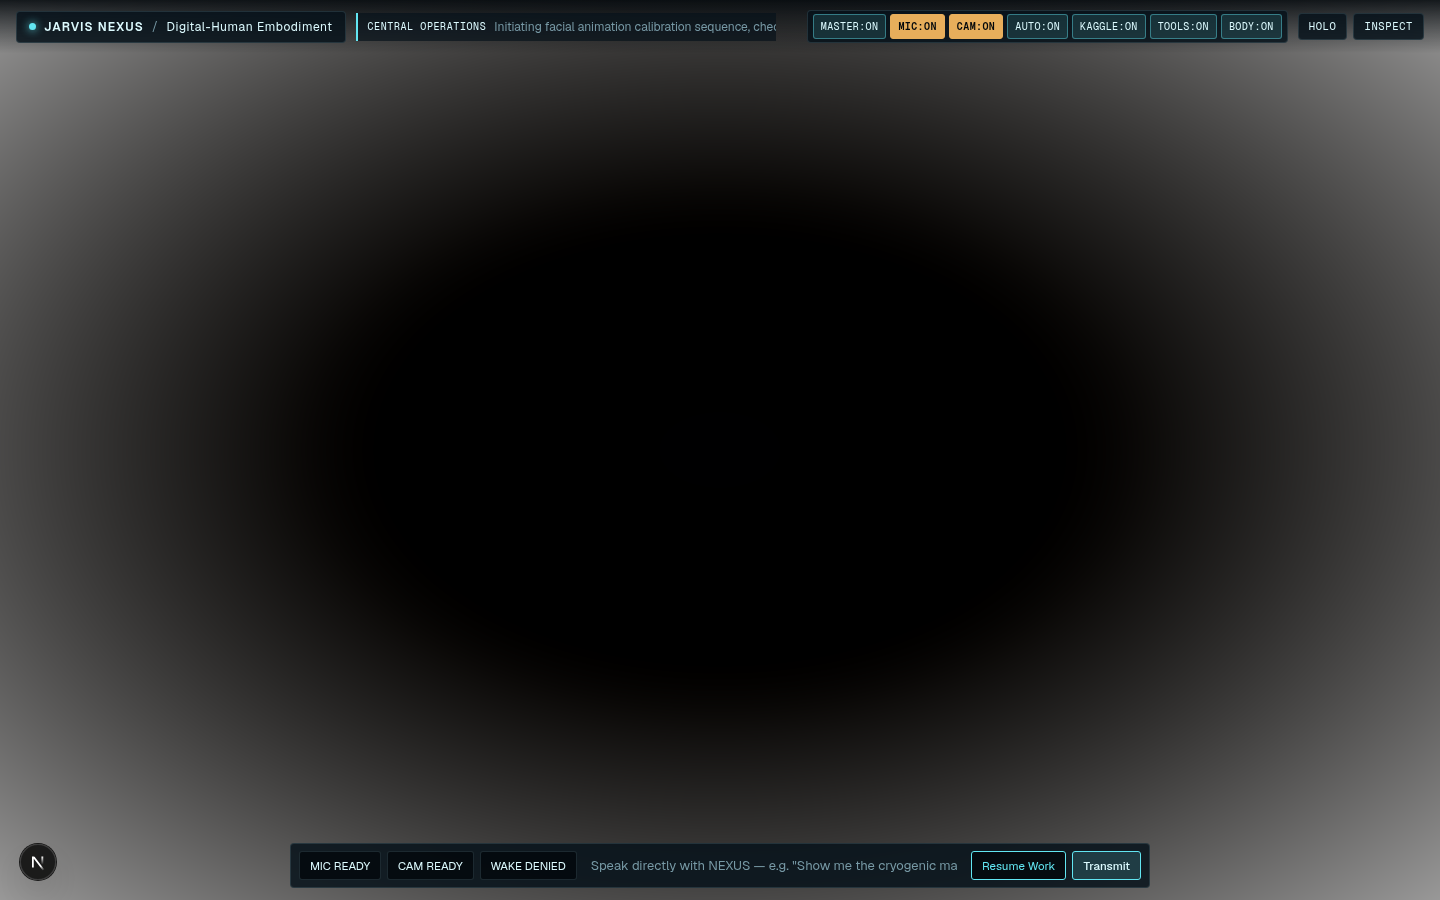 JARVIS NEXUS / Digital-Human Embodiment
CENTRAL OPERATIONS Initiating facial animation calibration sequence, chec
MASTER:ON MIC:ON CAM:ON AUTO:ON KAGGLE:ON TOOLS:ON BODY:ON HOLO INSPECT
N
MIC READY CAM READY WAKE DENIED Speak directly with NEXUS — e.g. "Show me the cryogenic ma Resume Work Transmit